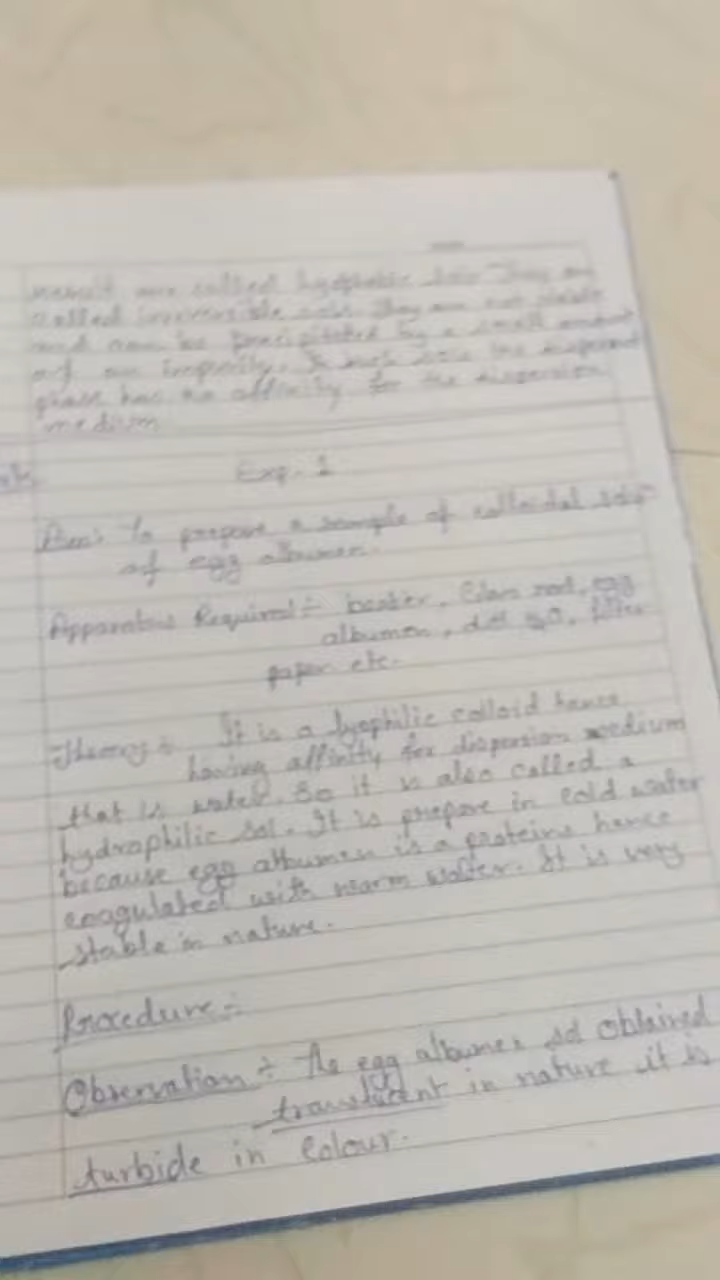 result are called hydrophobic sols They are
called irreversible sols. They are not stable
and can be precipitated by a small amount
of an impurity. such sols the dispersed
phase has no affinity for the dispersion
medium
Exp. 1
Aim: To prepare a sample of colloidal solⁿ
of egg albumen.
Apparatus Required ÷ beaker, Glass rod, egg
albumen, filter
paper etc.
Theory ÷ It is a lyophilic colloid hence
having affinity for dispersion medium
that is water. So it is also called a
hydrophilic sol. It is prepare in cold water
because egg albumen is a proteins hence
coagulated with warm water. It is very
stable in nature.
Procedure ÷
Observation ÷ The egg albumen sol obtained
translucent in nature it is
turbide in colour.